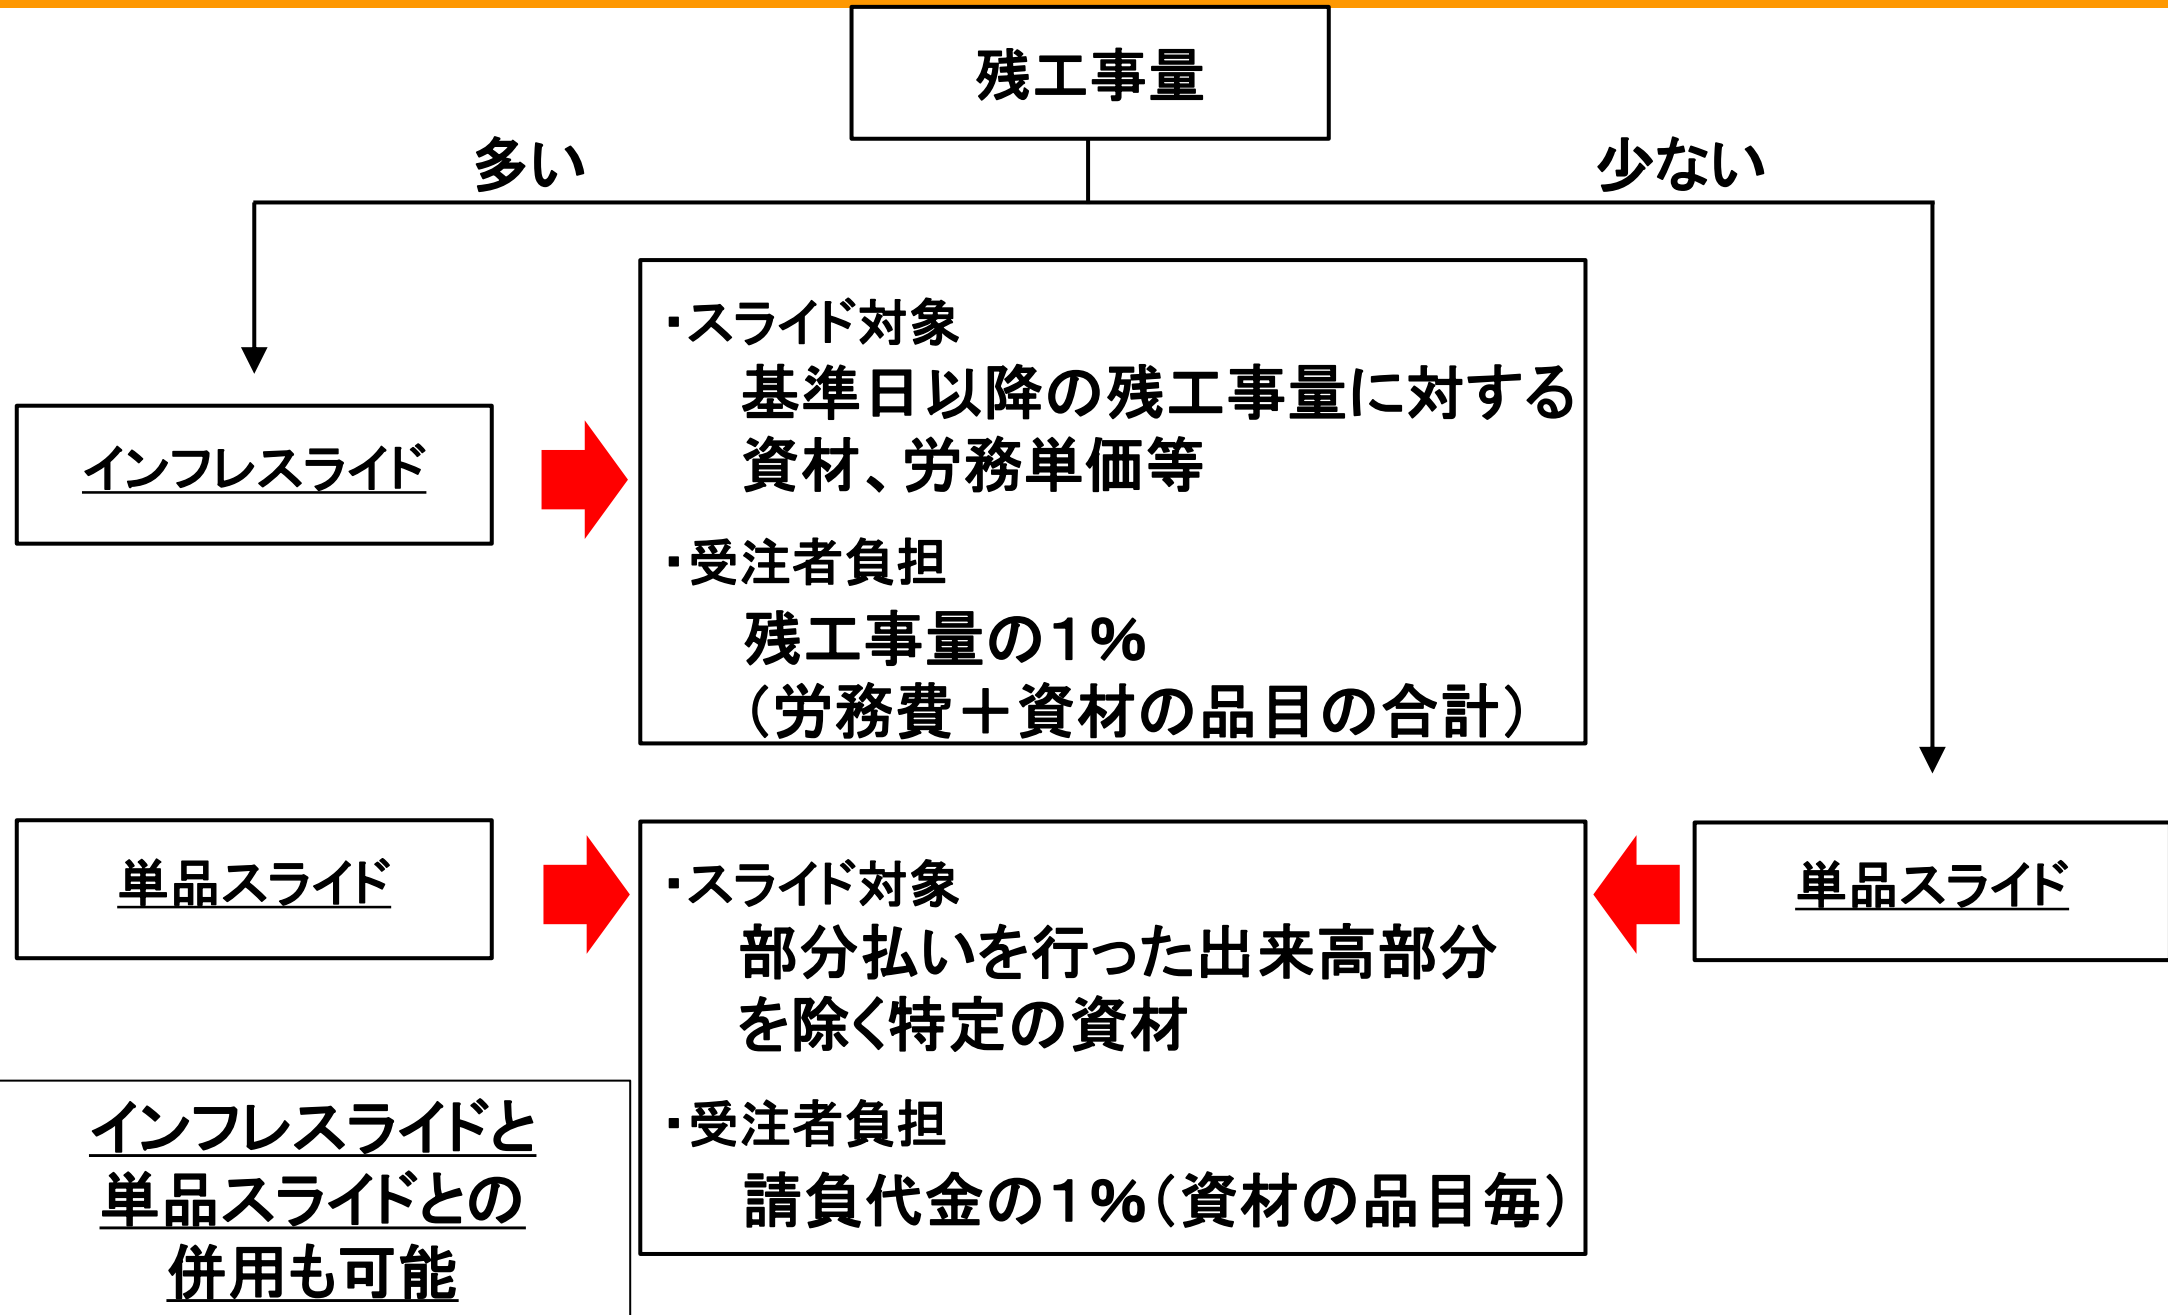 残工事量
多い
少ない
インフレスライド
・スライド対象
基準日以降の残工事量に対する
資材、労務単価等
・受注者負担
残工事量の1%
（労務費＋資材の品目の合計）
単品スライド
・スライド対象
部分払いを行った出来高部分
を除く特定の資材
・受注者負担
請負代金の1%（資材の品目毎）
単品スライド
インフレスライドと
単品スライドとの
併用も可能